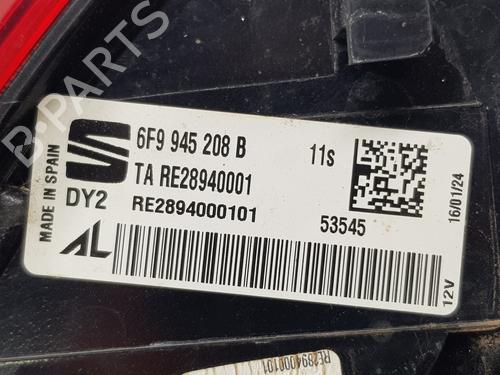 MADE IN SPAIN
6F9 945 208 B
11s
TA RE28940001
DY2
RE2894000101
53545
16/01/24
AL
12V
RE2894000101
B-PARTS